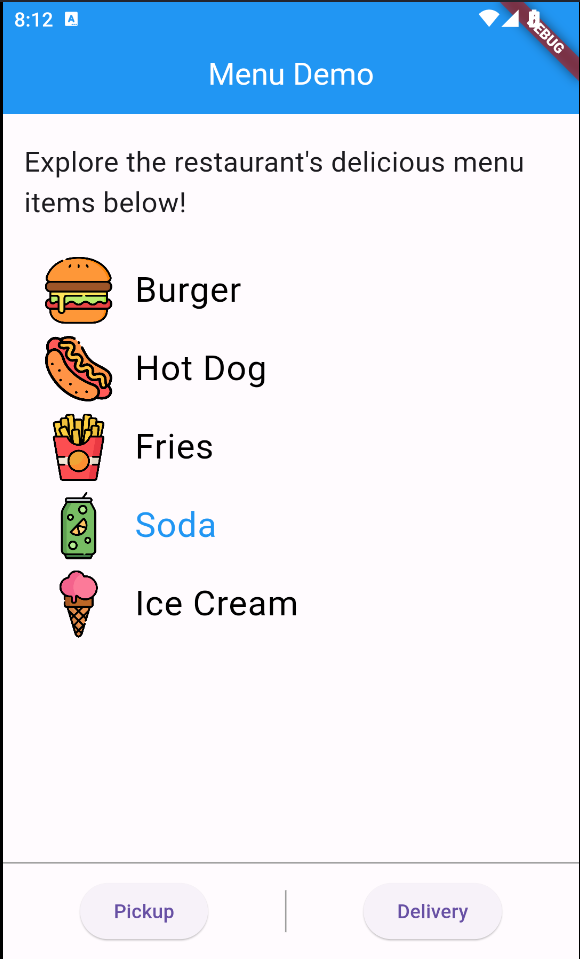 8:12 A
DEBUG
Menu Demo
Explore the restaurant's delicious menu
items below!
Burger
Hot Dog
Fries
Soda
Ice Cream
Pickup
Delivery